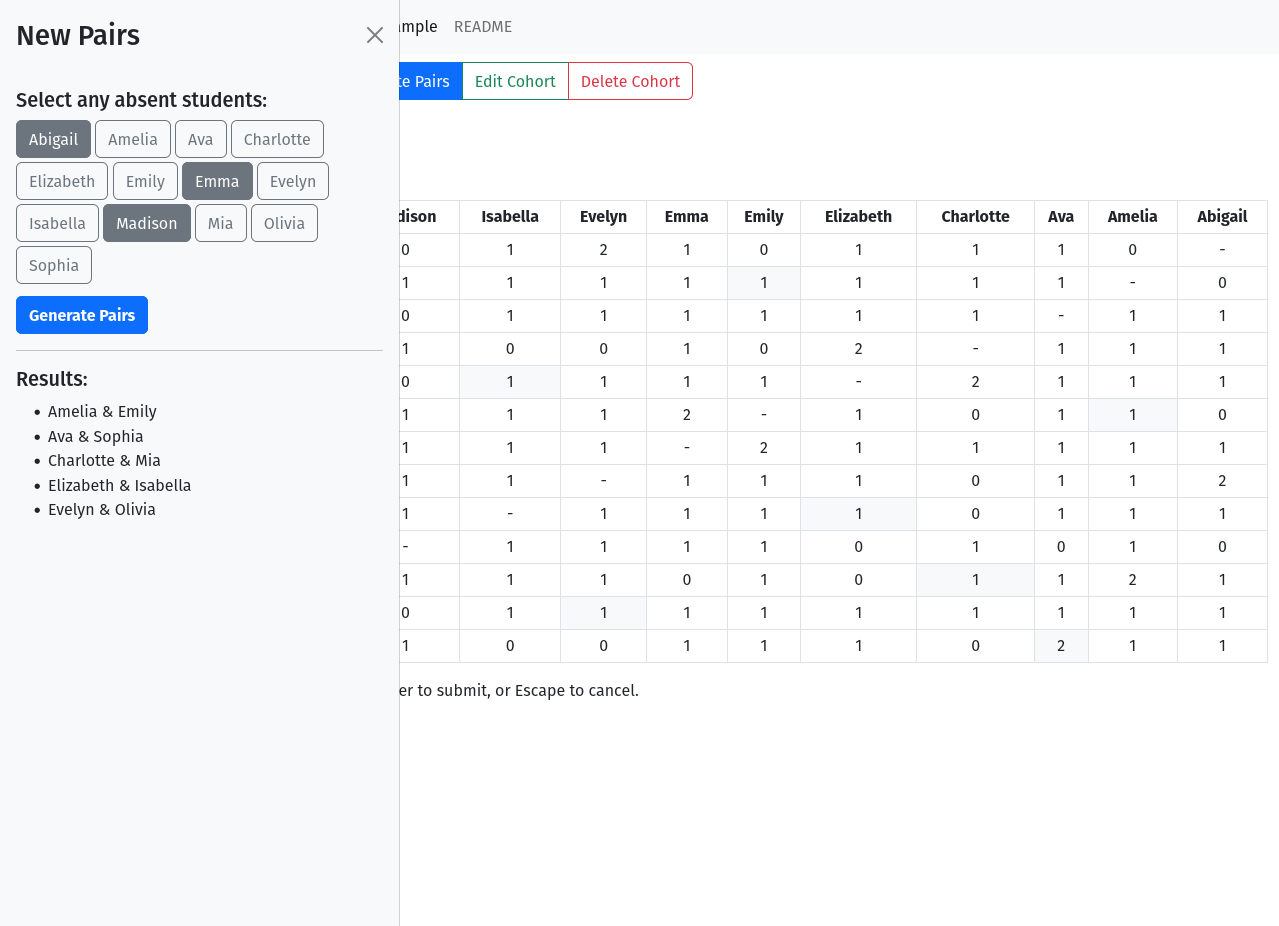 New Pairs
Select any absent students:
Abigail Amelia Ava Charlotte
Elizabeth Emily Emma Evelyn
Isabella Madison Mia Olivia
Sophia
Generate Pairs
Results:
• Amelia & Emily
• Ava & Sophia
• Charlotte & Mia
• Elizabeth & Isabella
• Evelyn & Olivia
README
Pairs Edit Cohort Delete Cohort
Isabella Evelyn Emma Emily Elizabeth Charlotte Ava Amelia Abigail
0 1 2 1 0 1 1 1 0 -
1 1 1 1 1 1 1 1 - 0
0 1 1 1 1 1 1 - 1 1
1 0 0 1 0 2 - 1 1 1
0 1 1 1 1 - 2 1 1 1
1 1 1 2 - 1 0 1 1 0
1 1 1 - 2 1 1 1 1 1
1 1 - 1 1 1 0 1 1 2
1 - 1 1 1 1 0 1 1 1
- 1 1 1 1 0 1 0 1 0
1 1 1 0 1 0 1 1 2 1
0 1 1 1 1 1 1 1 1 1
1 0 0 1 1 1 0 2 1 1
to submit, or Escape to cancel.